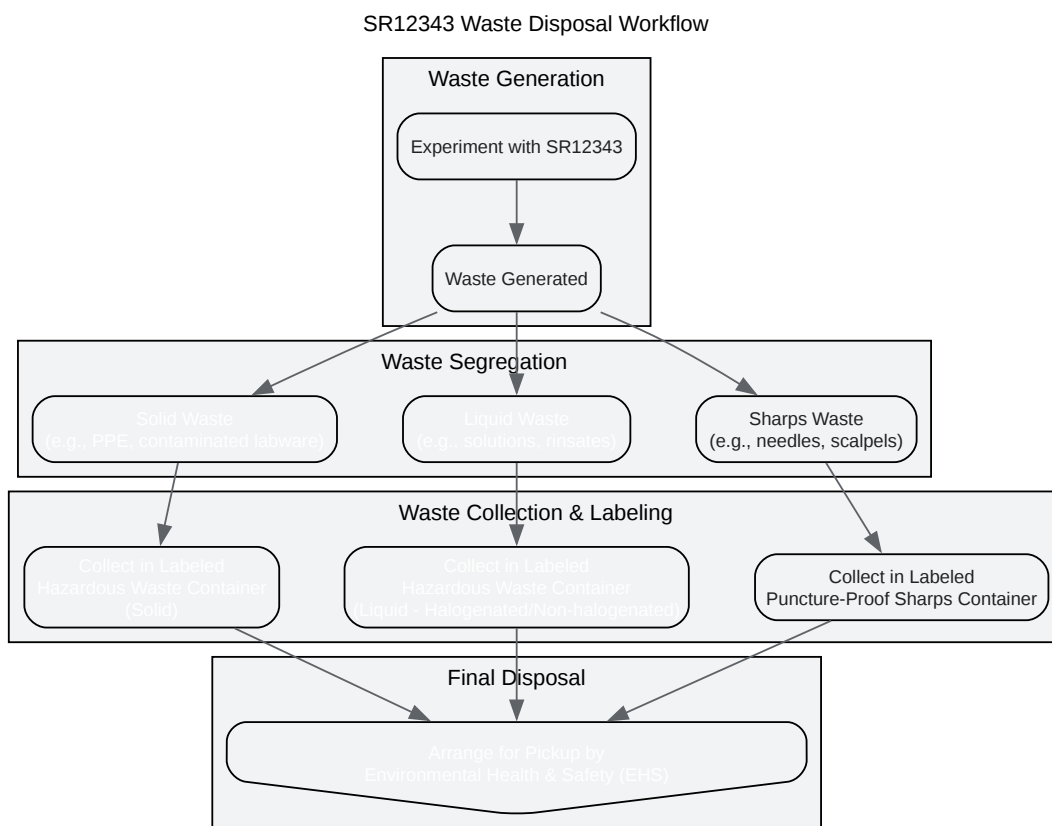 SR12343 Waste Disposal Workflow
Waste Generation
Experiment with SR12343
Waste Generated
Waste Segregation
Solid Waste
(e.g., PPE, contaminated labware)
Liquid Waste
(e.g., solutions, rinsates)
Sharps Waste
(e.g., needles, scalpels)
Waste Collection & Labeling
Collect in Labeled
Hazardous Waste Container
(Solid)
Collect in Labeled
Hazardous Waste Container
(Liquid - Halogenated/Non-halogenated)
Collect in Labeled
Puncture-Proof Sharps Container
Final Disposal
Arrange for Pickup by
Environmental Health & Safety (EHS)